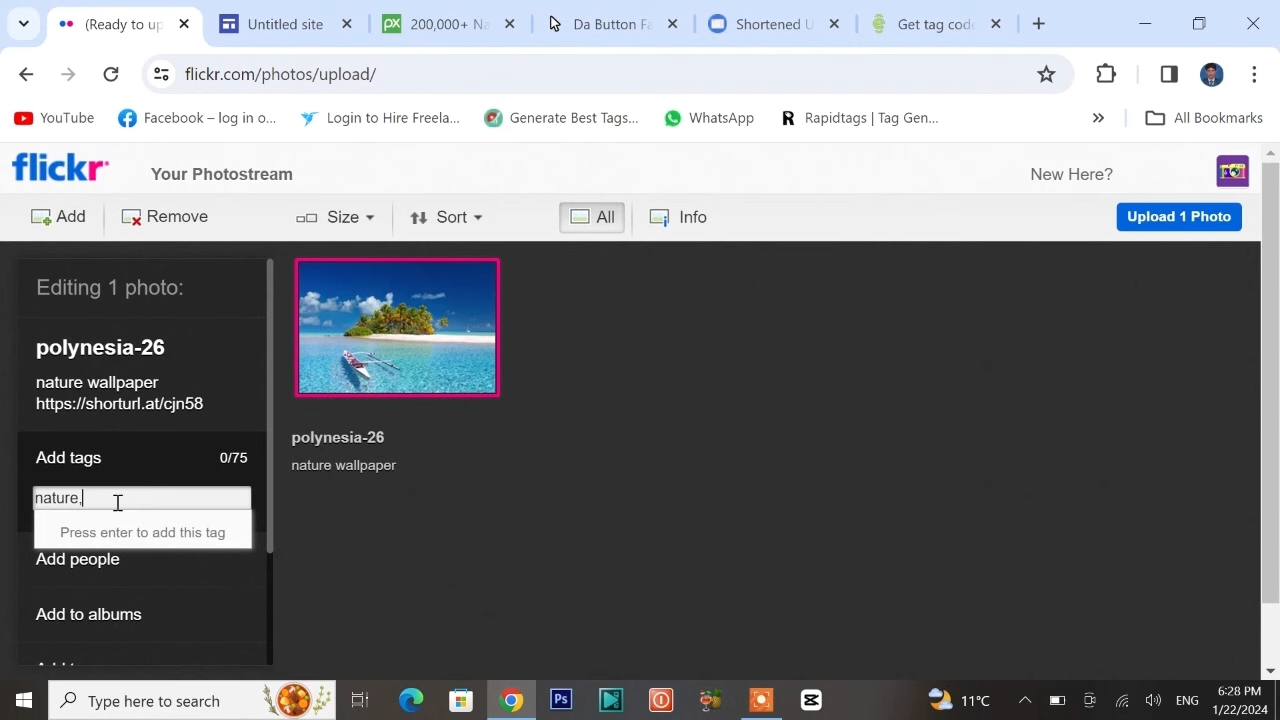 (Ready to up
Untitled site
200,000+ Na
Da Button Fa
Shortened U
Get tag code
flickr.com/photos/upload/
YouTube
Facebook – log in o...
Login to Hire Freela...
Generate Best Tags...
WhatsApp
Rapidtags | Tag Gen...
All Bookmarks
flickr
Your Photostream
New Here?
Add
Remove
Size
Sort
All
Info
Upload 1 Photo
Editing 1 photo:
polynesia-26
nature wallpaper
https://shorturl.at/cjn58
Add tags 0/75
nature,
Press enter to add this tag
Add people
Add to albums
polynesia-26
nature wallpaper
Type here to search
Ps
11°C
ENG
6:28 PM
1/22/2024